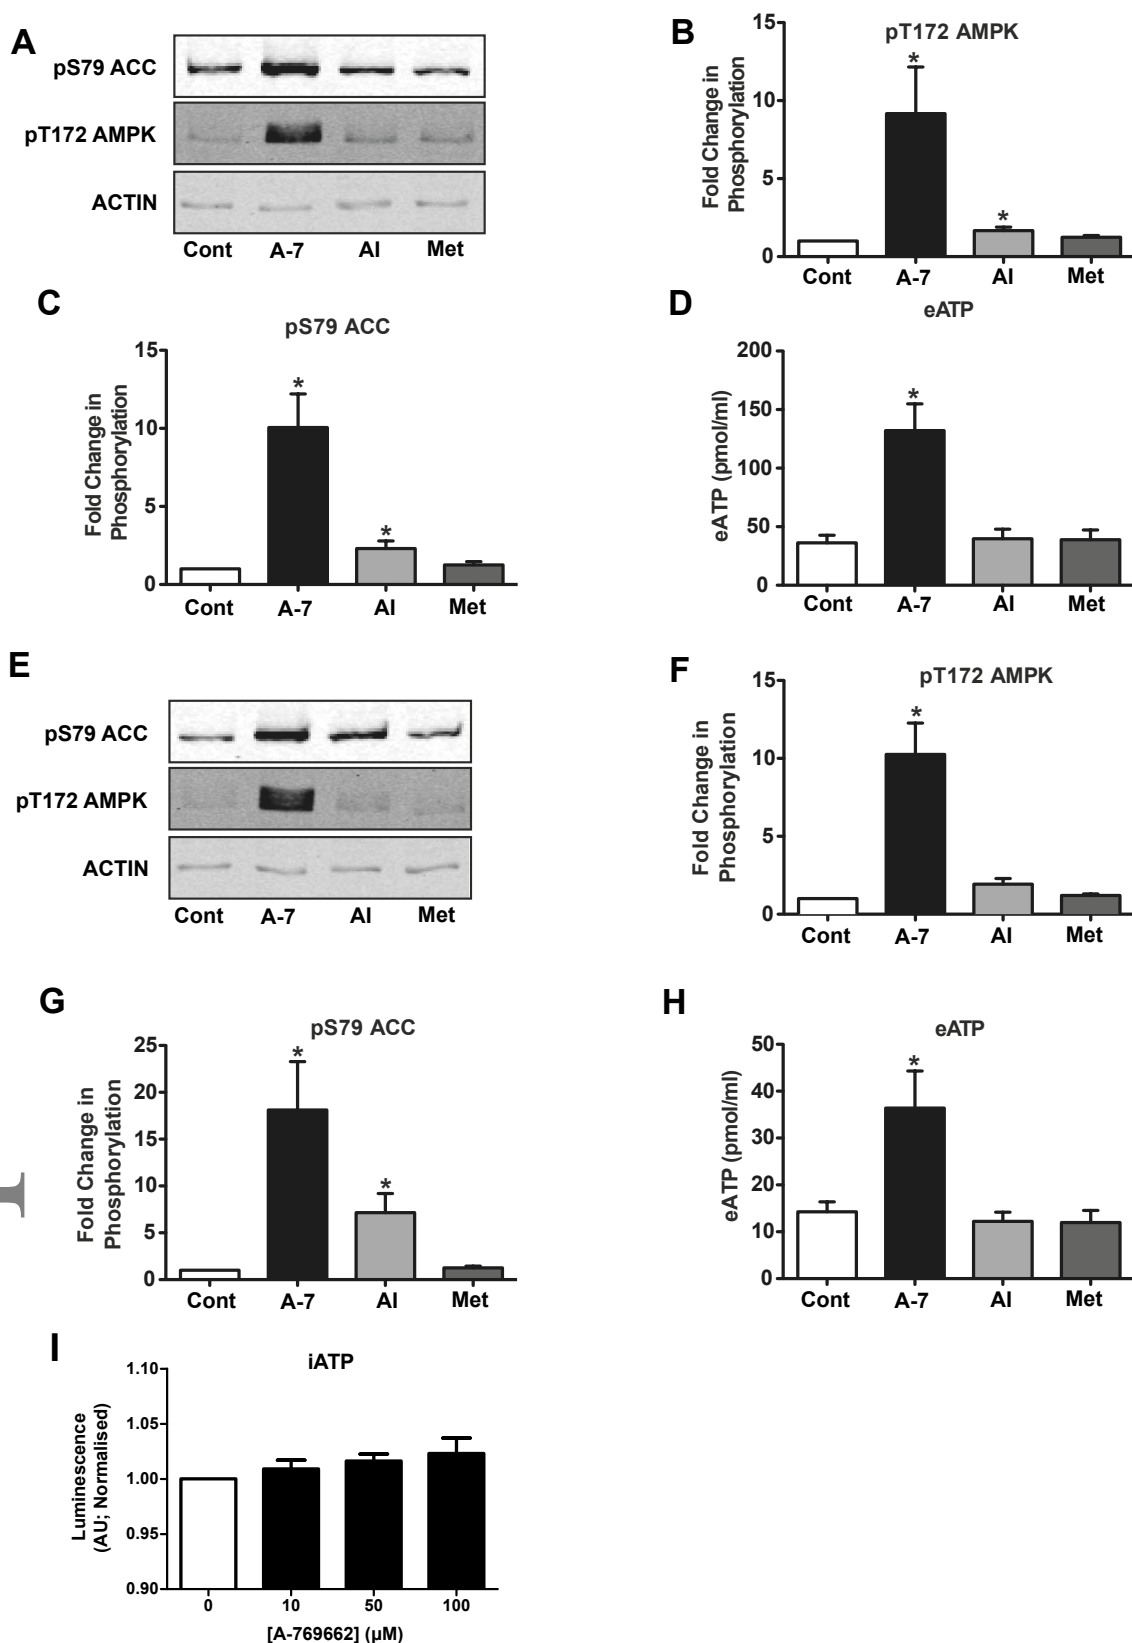 A
pS79 ACC
pT172 AMPK
ACTIN
Cont A-7 AI Met
B
pT172 AMPK
Fold Change in
Phosphorylation
15
10
5
0
*
*
Cont A-7 AI Met
C
pS79 ACC
Fold Change in
Phosphorylation
15
10
5
0
*
*
Cont A-7 AI Met
D
eATP
eATP (pmol/ml)
200
150
100
50
0
*
Cont A-7 AI Met
E
pS79 ACC
pT172 AMPK
ACTIN
Cont A-7 AI Met
F
pT172 AMPK
Fold Change in
Phosphorylation
15
10
5
0
*
Cont A-7 AI Met
G
pS79 ACC
Fold Change in
Phosphorylation
25
20
15
10
5
0
*
*
Cont A-7 AI Met
H
eATP
eATP (pmol/ml)
50
40
30
20
10
0
*
Cont A-7 AI Met
I
iATP
Luminescence
(AU; Normalised)
1.10
1.05
1.00
0.95
0.90
0 10 50 100
[A-769662] (µM)